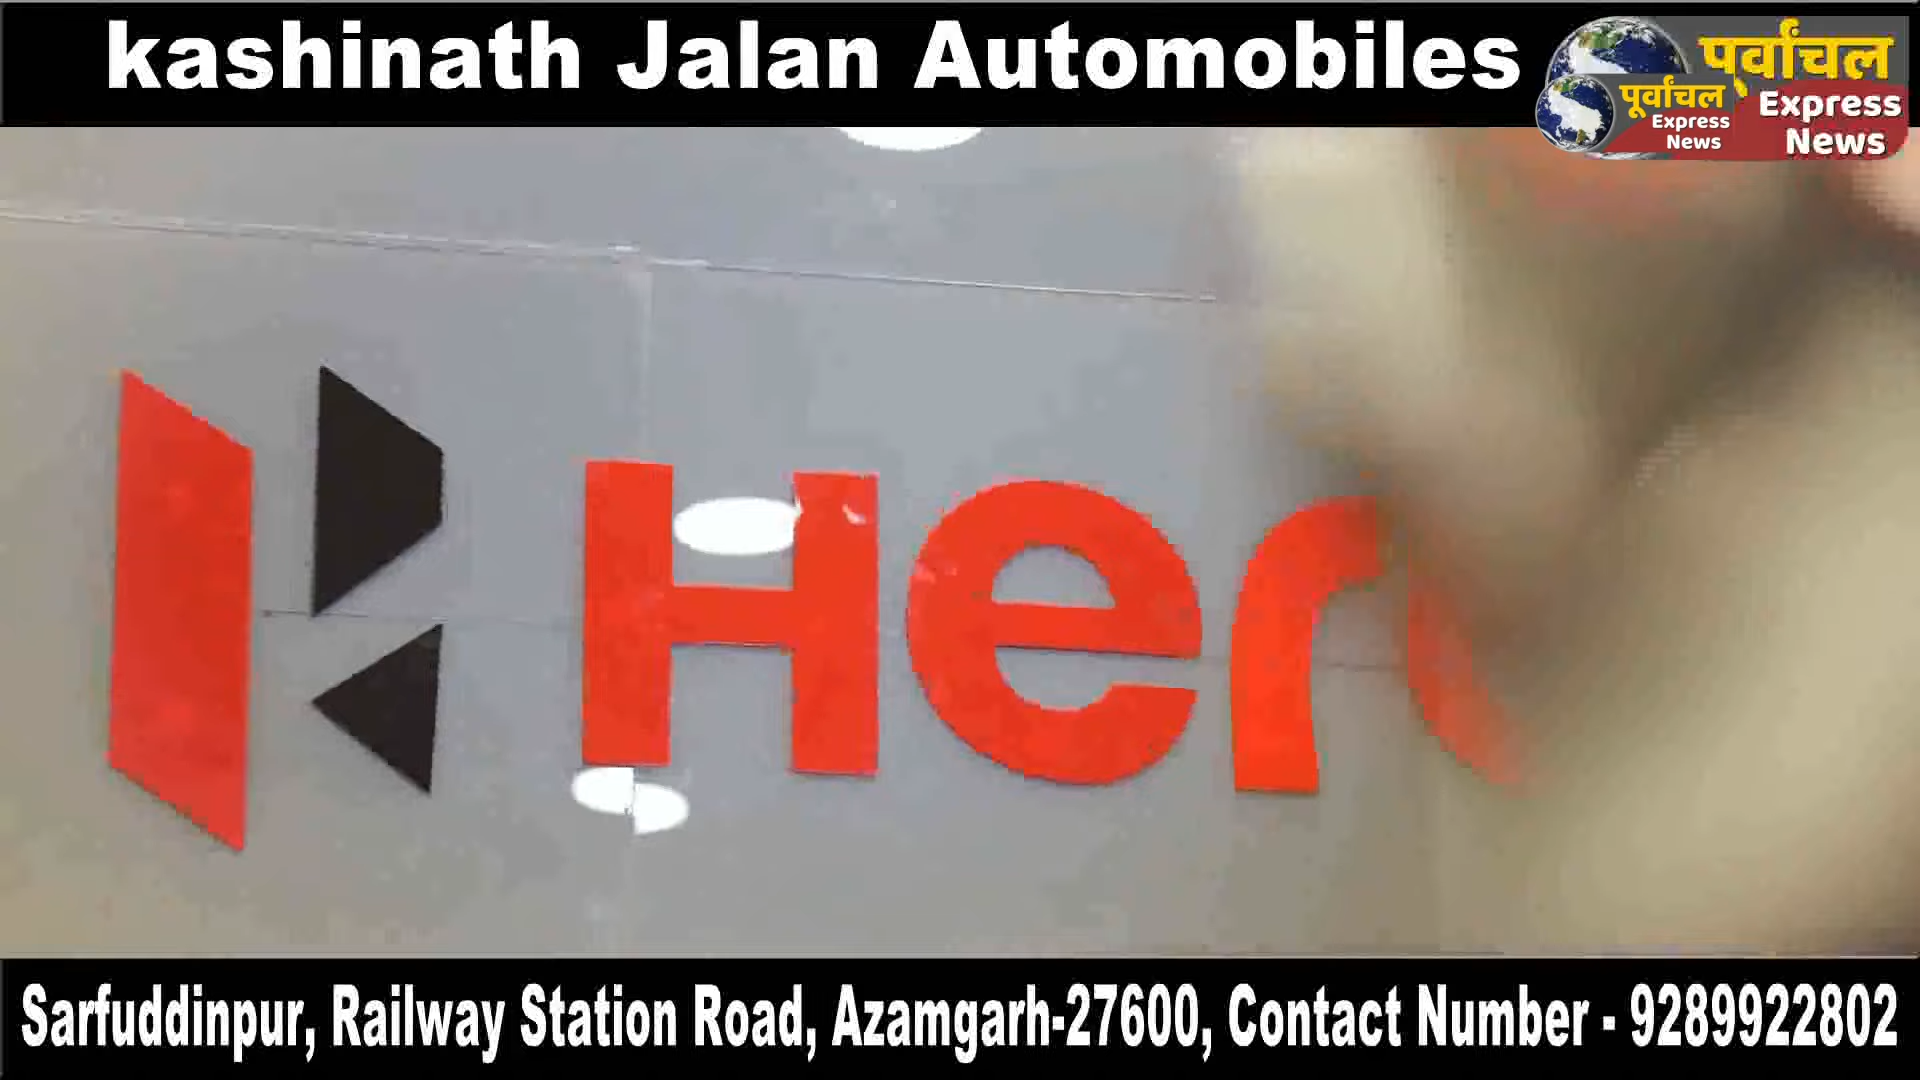 kashinath Jalan Automobiles
पूर्वांचल
Express
News
पूर्वांचल
Express
News
Her
Sarfuddinpur, Railway Station Road, Azamgarh-27600, Contact Number - 9289922802